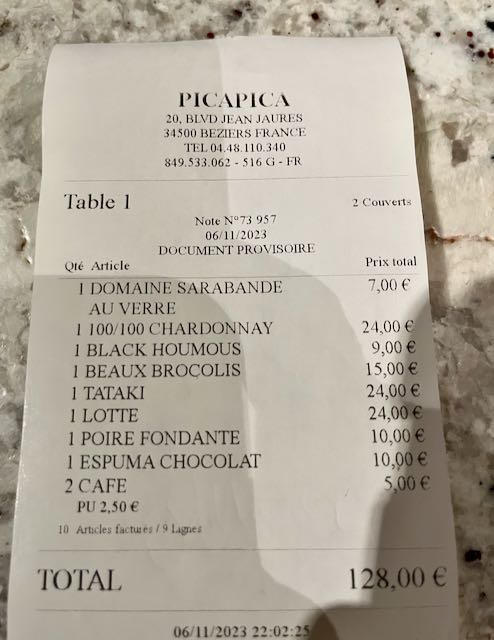 PICAPICA
20, BLVD JEAN JAURES
34500 BEZIERS FRANCE
TEL 04.48.110.340
849.533.062 - 516 G - FR
Table 1 2 Couverts
Note N°73 957
06/11/2023
DOCUMENT PROVISOIRE
Qté Article Prix total
1 DOMAINE SARABANDE 7,00 €
AU VERRE
1 100/100 CHARDONNAY 24,00 €
1 BLACK HOUMOUS 9,00 €
1 BEAUX BROCOLIS 15,00 €
1 TATAKI 24,00 €
1 LOTTE 24,00 €
1 POIRE FONDANTE 10,00 €
1 ESPUMA CHOCOLAT 10,00 €
2 CAFE 5,00 €
PU 2,50 €
10 Articles facturés / 9 Lignes
TOTAL 128,00 €
06/11/2023 22:02:25